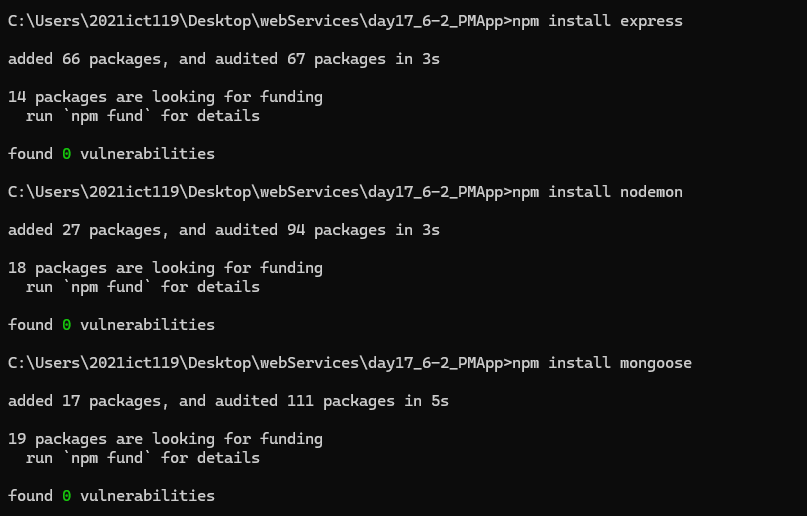 C:\Users\2021ict119\Desktop\webServices\day17_6-2_PMApp>npm install express
added 66 packages, and audited 67 packages in 3s
14 packages are looking for funding
  run `npm fund` for details
found 0 vulnerabilities
C:\Users\2021ict119\Desktop\webServices\day17_6-2_PMApp>npm install nodemon
added 27 packages, and audited 94 packages in 3s
18 packages are looking for funding
  run `npm fund` for details
found 0 vulnerabilities
C:\Users\2021ict119\Desktop\webServices\day17_6-2_PMApp>npm install mongoose
added 17 packages, and audited 111 packages in 5s
19 packages are looking for funding
  run `npm fund` for details
found 0 vulnerabilities